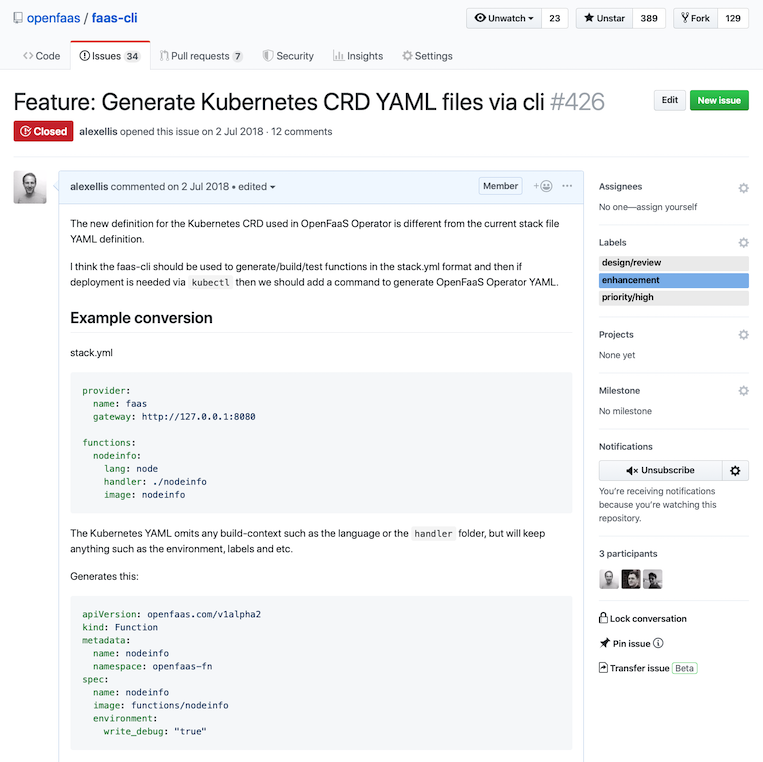 openfaas / faas-cli
Unwatch 23 Unstar 389 Fork 129
Code Issues 34 Pull requests 7 Security Insights Settings
Feature: Generate Kubernetes CRD YAML files via cli #426
Edit New issue
Closed alexellis opened this issue on 2 Jul 2018 · 12 comments
alexellis commented on 2 Jul 2018 • edited
Member
The new definition for the Kubernetes CRD used in OpenFaaS Operator is different from the current stack file
YAML definition.
I think the faas-cli should be used to generate/build/test functions in the stack.yml format and then if
deployment is needed via kubectl then we should add a command to generate OpenFaaS Operator YAML.
Example conversion
stack.yml
provider:
  name: faas
  gateway: http://127.0.0.1:8080

functions:
  nodeinfo:
    lang: node
    handler: ./nodeinfo
    image: nodeinfo
The Kubernetes YAML omits any build-context such as the language or the handler folder, but will keep
anything such as the environment, labels and etc.
Generates this:
apiVersion: openfaas.com/v1alpha2
kind: Function
metadata:
  name: nodeinfo
  namespace: openfaas-fn
spec:
  name: nodeinfo
  image: functions/nodeinfo
  environment:
    write_debug: "true"
Assignees
No one—assign yourself
Labels
design/review
enhancement
priority/high
Projects
None yet
Milestone
No milestone
Notifications
Unsubscribe
You're receiving notifications
because you're watching this
repository.
3 participants
Lock conversation
Pin issue
Transfer issue Beta